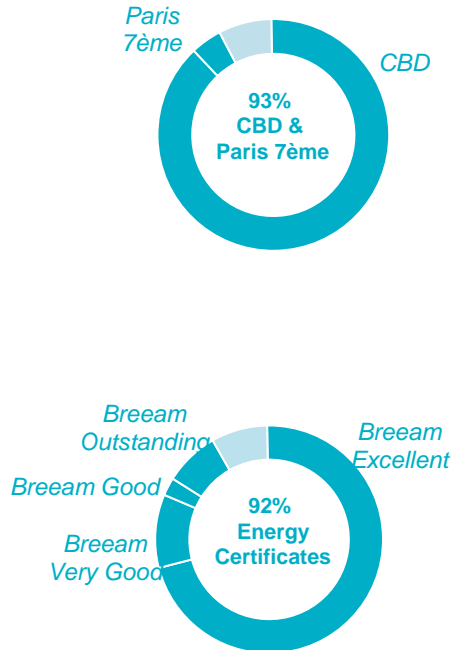 Paris
7ème
CBD
93%
CBD &
Paris 7ème
Breeam
Outstanding
Breeam
Excellent
Breeam Good
92%
Energy
Certificates
Breeam
Very Good